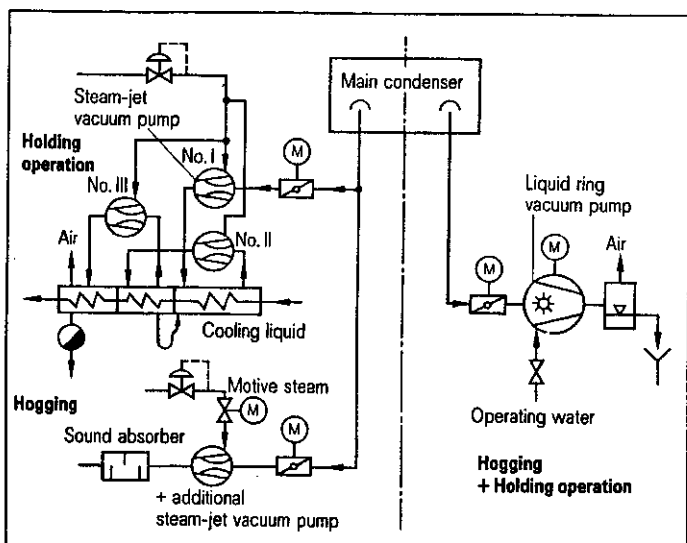 Main condenser
Steam-jet
vacuum pump
Holding
operation
No. I
M
No. III
Liquid ring
vacuum pump
Air
No. II
M
M
Air
Cooling liquid
Motive steam
Hogging
M
Operating water
Sound absorber
M
Hogging
+ Holding operation
+ additional
steam-jet vacuum pump